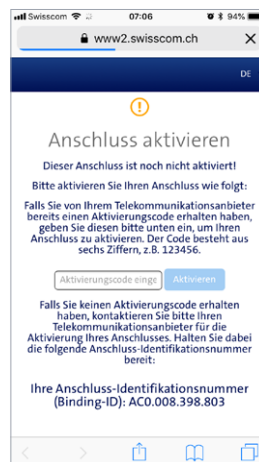 Swisscom 07:06 94%
www2.swisscom.ch
DE
Anschluss aktivieren
Dieser Anschluss ist noch nicht aktiviert!
Bitte aktivieren Sie Ihren Anschluss wie folgt:
Falls Sie von Ihrem Telekommunikationsanbieter
bereits einen Aktivierungscode erhalten haben,
geben Sie diesen bitte unten ein, um Ihren
Anschluss zu aktivieren. Der Code besteht aus
sechs Ziffern, z.B. 123456.
Aktivierungscode einge Aktivieren
Falls Sie keinen Aktivierungscode erhalten
haben, kontaktieren Sie bitte Ihren
Telekommunikationsanbieter für die
Aktivierung Ihres Anschlusses. Halten Sie dabei
die folgende Anschluss-Identifikationsnummer
bereit:
Ihre Anschluss-Identifikationsnummer
(Binding-ID): AC0.008.398.803